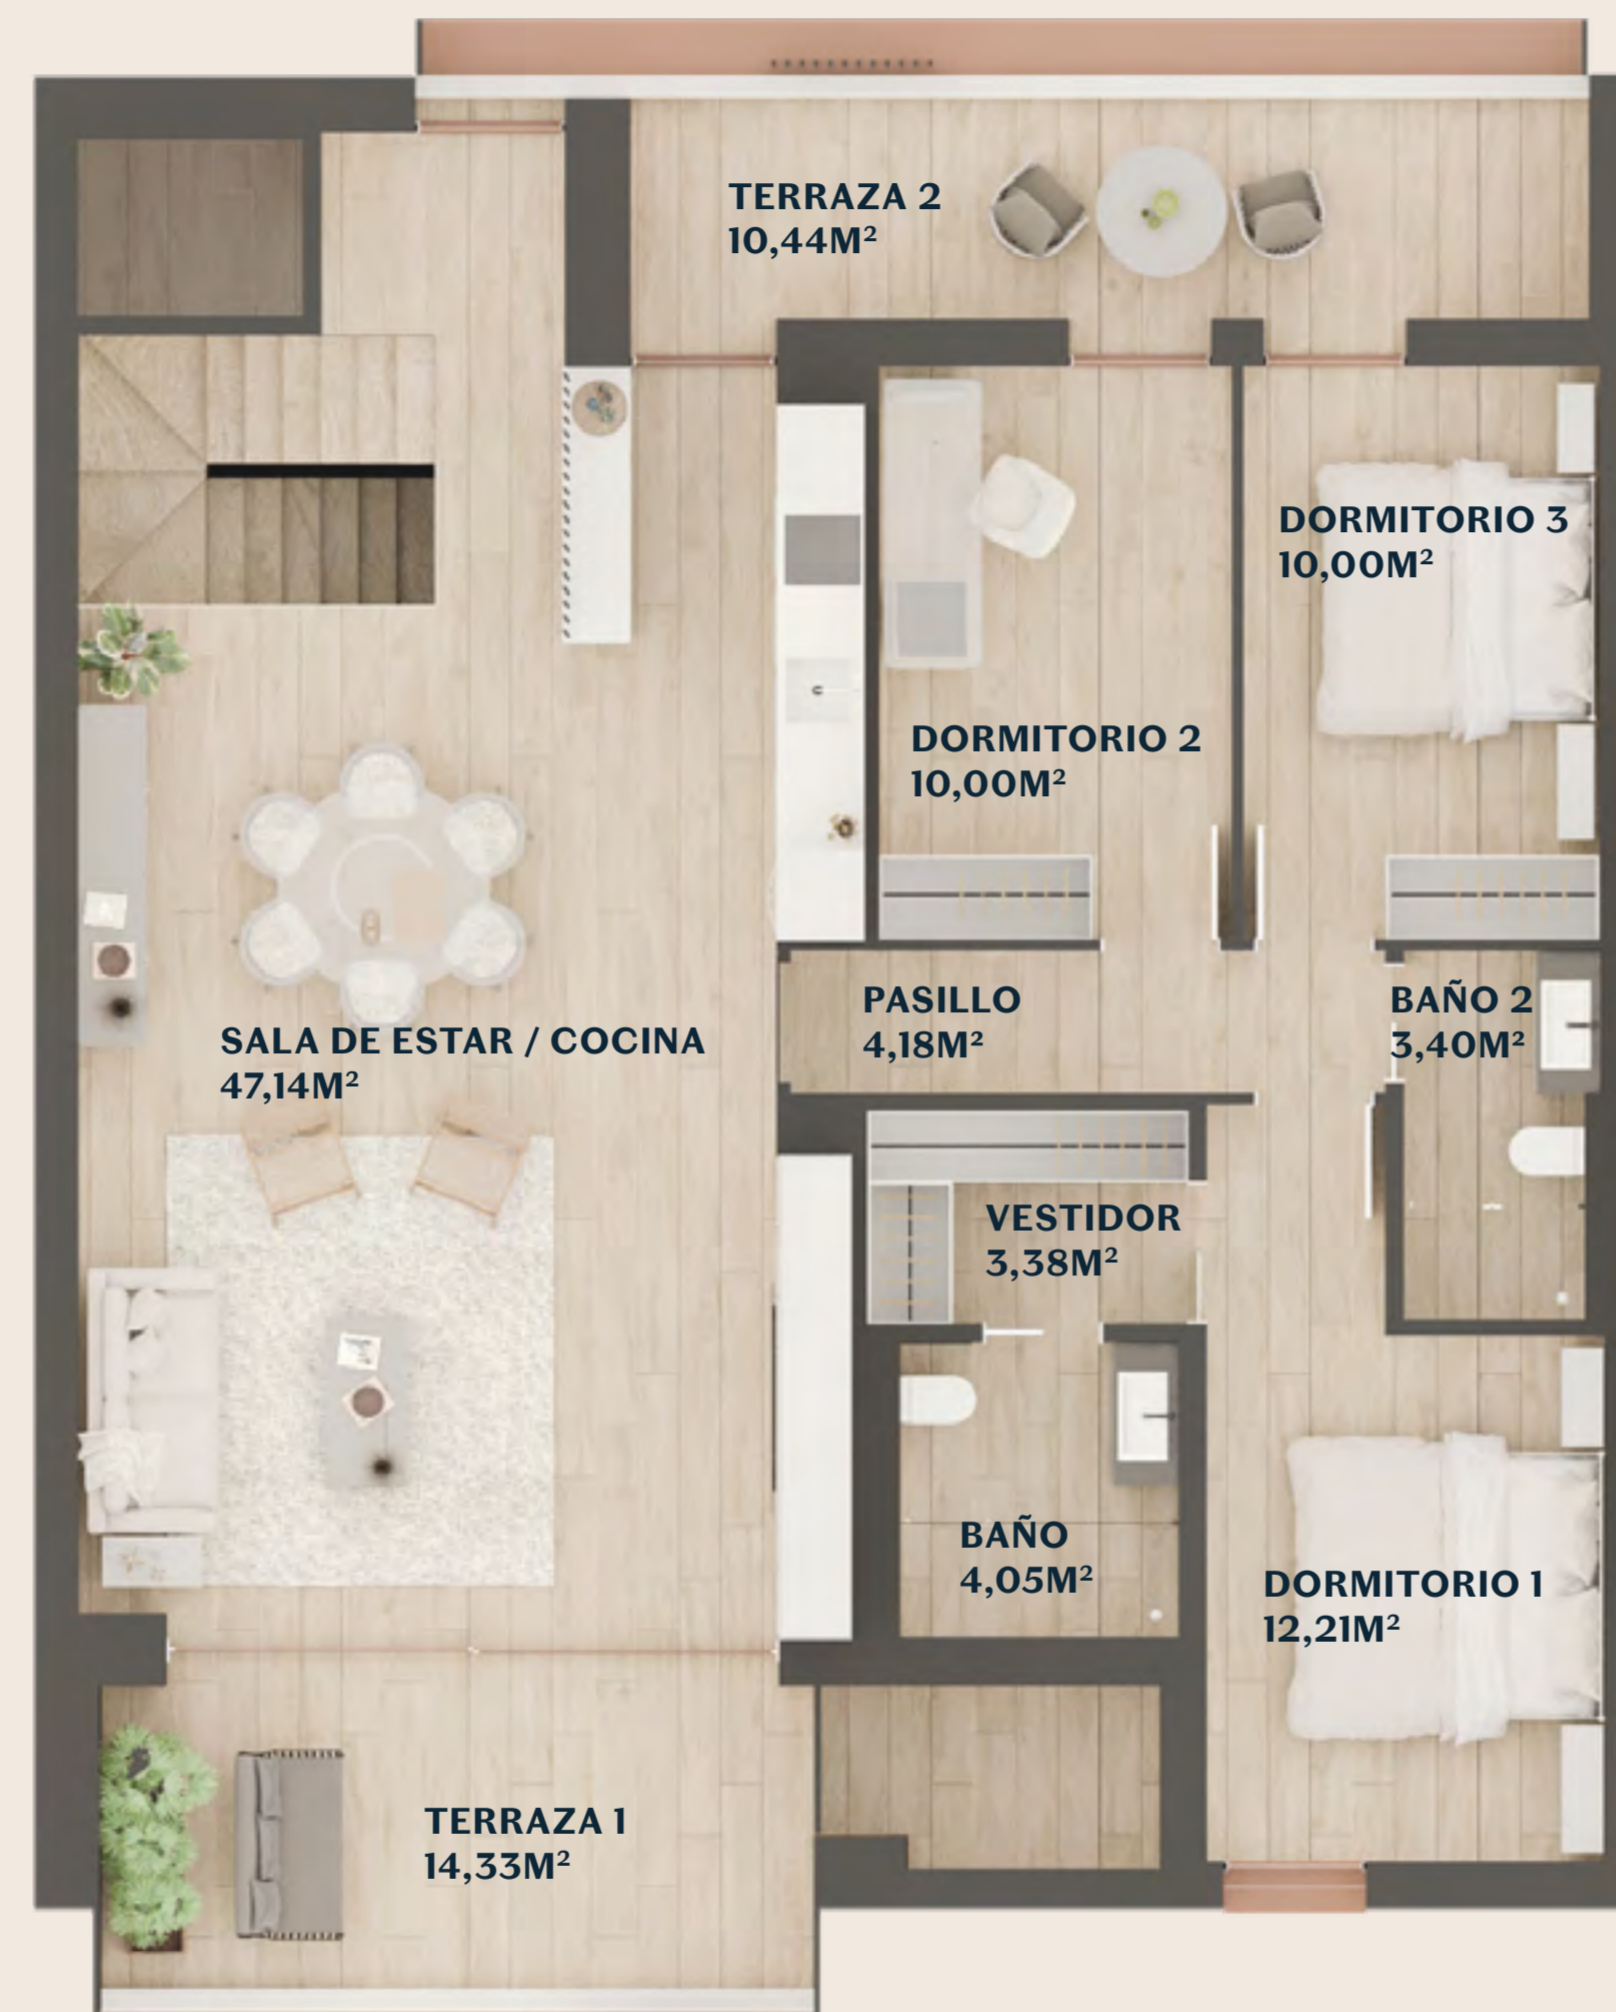 TERRAZA 2
10,44M²
DORMITORIO 3
10,00M²
DORMITORIO 2
10,00M²
PASILLO
4,18M²
BAÑO 2
3,40M²
SALA DE ESTAR / COCINA
47,14M²
VESTIDOR
3,38M²
BAÑO
4,05M²
DORMITORIO 1
12,21M²
TERRAZA 1
14,33M²